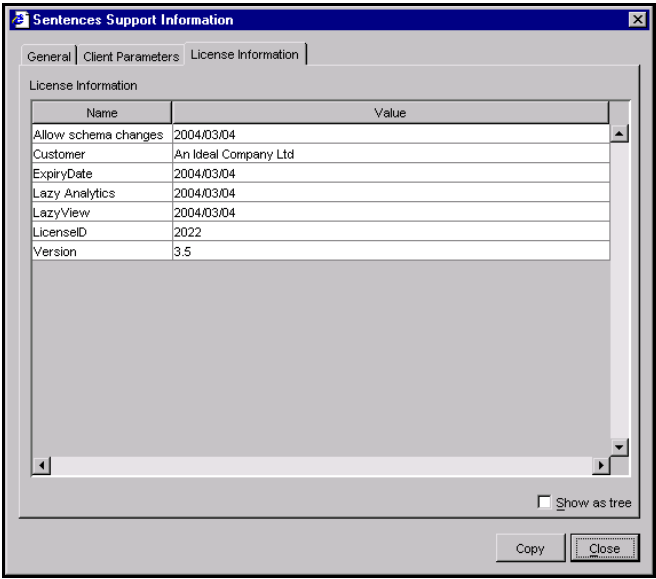 Sentences Support Information
General Client Parameters License Information
License Information
Name Value
Allow schema changes 2004/03/04
Customer An Ideal Company Ltd
ExpiryDate 2004/03/04
Lazy Analytics 2004/03/04
LazyView 2004/03/04
LicenseID 2022
Version 3.5
Show as tree
Copy Close